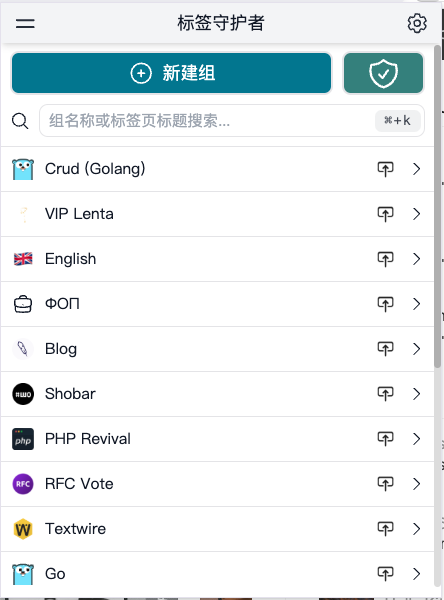 标签守护者
新建组
组名称或标签页标题搜索... ⌘+k
Crud (Golang)
VIP Lenta
English
ФОП
Blog
#WO Shobar
php PHP Revival
RFC RFC Vote
W Textwire
Go